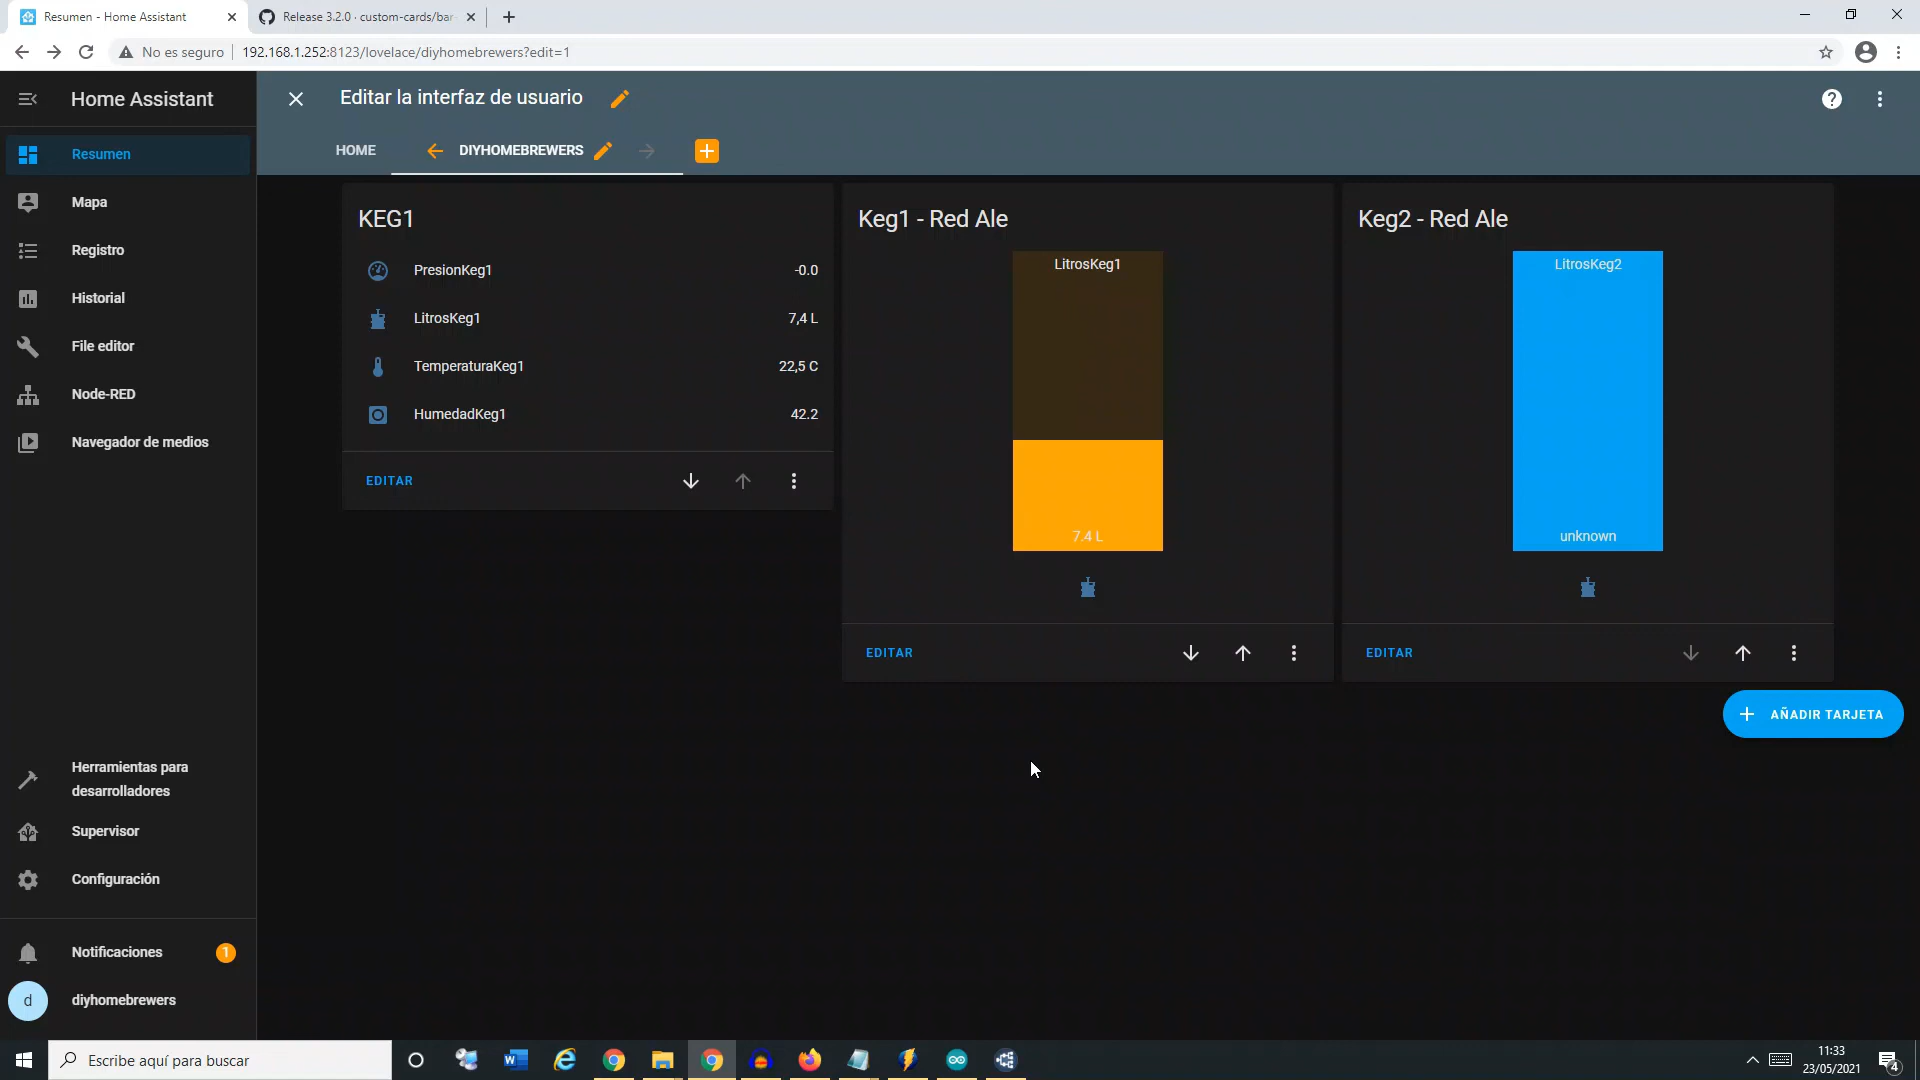 Resumen - Home Assistant
Release 3.2.0 · custom-cards/bar
No es seguro
192.168.1.252:8123/lovelace/diyhomebrewers?edit=1
Home Assistant
Editar la interfaz de usuario
HOME
DIYHOMEBREWERS
Resumen
Mapa
Registro
Historial
File editor
Node-RED
Navegador de medios
Herramientas para
desarrolladores
Supervisor
Configuración
Notificaciones
1
d
diyhomebrewers
KEG1
PresionKeg1
-0.0
LitrosKeg1
7,4 L
TemperaturaKeg1
22,5 C
HumedadKeg1
42.2
EDITAR
Keg1 - Red Ale
LitrosKeg1
7.4 L
EDITAR
Keg2 - Red Ale
LitrosKeg2
unknown
EDITAR
AÑADIR TARJETA
Escribe aquí para buscar
11:33
23/05/2021
4